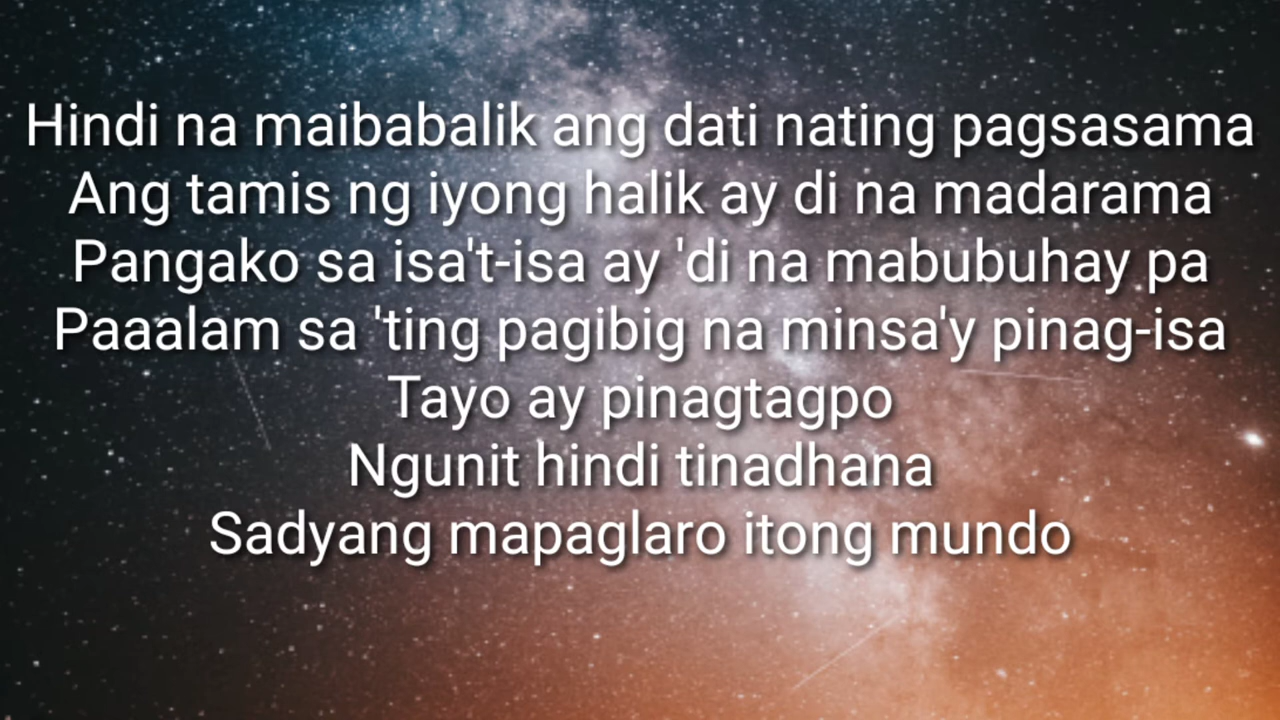 Hindi na maibabalik ang dati nating pagsasama
Ang tamis ng iyong halik ay di na madarama
Pangako sa isa't-isa ay 'di na mabubuhay pa
Paaalam sa 'ting pagibig na minsa'y pinag-isa
Tayo ay pinagtagpo
Ngunit hindi tinadhana
Sadyang mapaglaro itong mundo